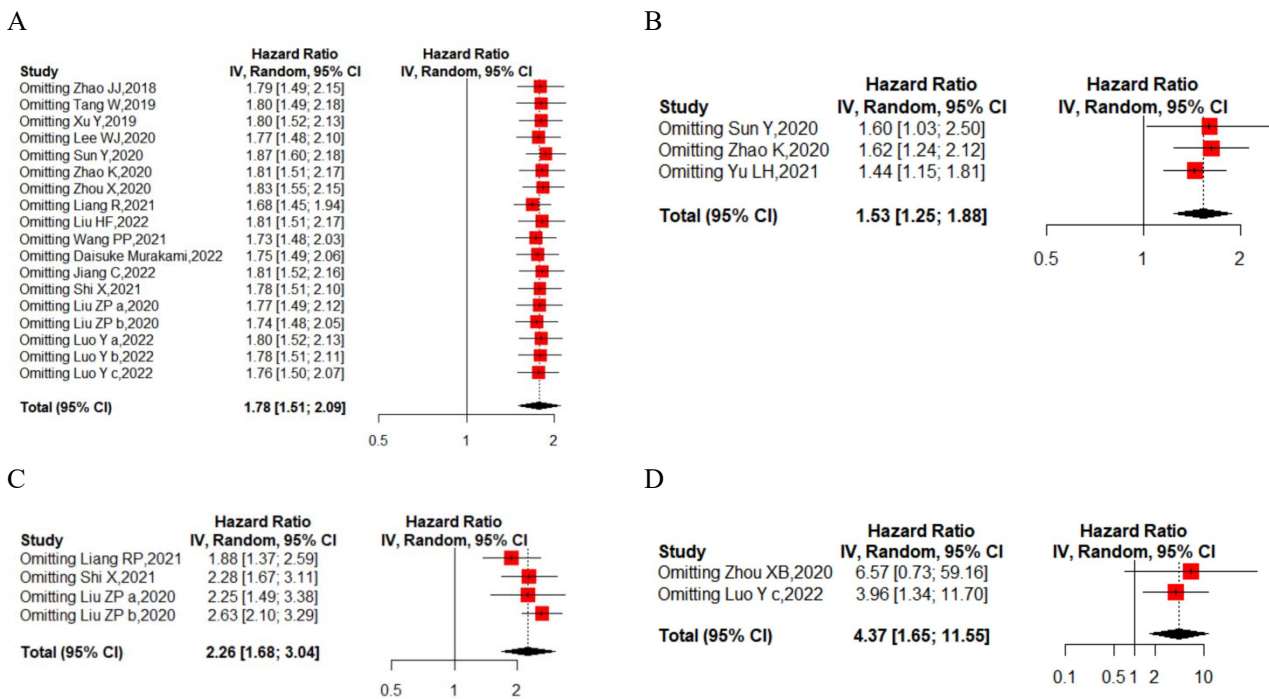 A
Hazard Ratio Hazard Ratio
Study IV, Random, 95% CI IV, Random, 95% CI
Omitting Zhao JJ,2018 1.79 [1.49; 2.15]
Omitting Tang W,2019 1.80 [1.49; 2.18]
Omitting Xu Y,2019 1.80 [1.52; 2.13]
Omitting Lee WJ,2020 1.77 [1.48; 2.10]
Omitting Sun Y,2020 1.87 [1.60; 2.18]
Omitting Zhao K,2020 1.81 [1.51; 2.17]
Omitting Zhou X,2020 1.83 [1.55; 2.15]
Omitting Liang R,2021 1.68 [1.45; 1.94]
Omitting Liu HF,2022 1.81 [1.51; 2.17]
Omitting Wang PP,2021 1.73 [1.48; 2.03]
Omitting Daisuke Murakami,2022 1.75 [1.49; 2.06]
Omitting Jiang C,2022 1.81 [1.52; 2.16]
Omitting Shi X,2021 1.78 [1.51; 2.10]
Omitting Liu ZP a,2020 1.77 [1.49; 2.12]
Omitting Liu ZP b,2020 1.74 [1.48; 2.05]
Omitting Luo Y a,2022 1.80 [1.52; 2.13]
Omitting Luo Y b,2022 1.78 [1.51; 2.11]
Omitting Luo Y c,2022 1.76 [1.50; 2.07]
Total (95% CI) 1.78 [1.51; 2.09]
0.5 1 2
B
Hazard Ratio Hazard Ratio
Study IV, Random, 95% CI IV, Random, 95% CI
Omitting Sun Y,2020 1.60 [1.03; 2.50]
Omitting Zhao K,2020 1.62 [1.24; 2.12]
Omitting Yu LH,2021 1.44 [1.15; 1.81]
Total (95% CI) 1.53 [1.25; 1.88]
0.5 1 2
C
Hazard Ratio Hazard Ratio
Study IV, Random, 95% CI IV, Random, 95% CI
Omitting Liang RP,2021 1.88 [1.37; 2.59]
Omitting Shi X,2021 2.28 [1.67; 3.11]
Omitting Liu ZP a,2020 2.25 [1.49; 3.38]
Omitting Liu ZP b,2020 2.63 [2.10; 3.29]
Total (95% CI) 2.26 [1.68; 3.04]
0.5 1 2
D
Hazard Ratio Hazard Ratio
Study IV, Random, 95% CI IV, Random, 95% CI
Omitting Zhou XB,2020 6.57 [0.73; 59.16]
Omitting Luo Y c,2022 3.96 [1.34; 11.70]
Total (95% CI) 4.37 [1.65; 11.55]
0.1 0.5 1 2 10